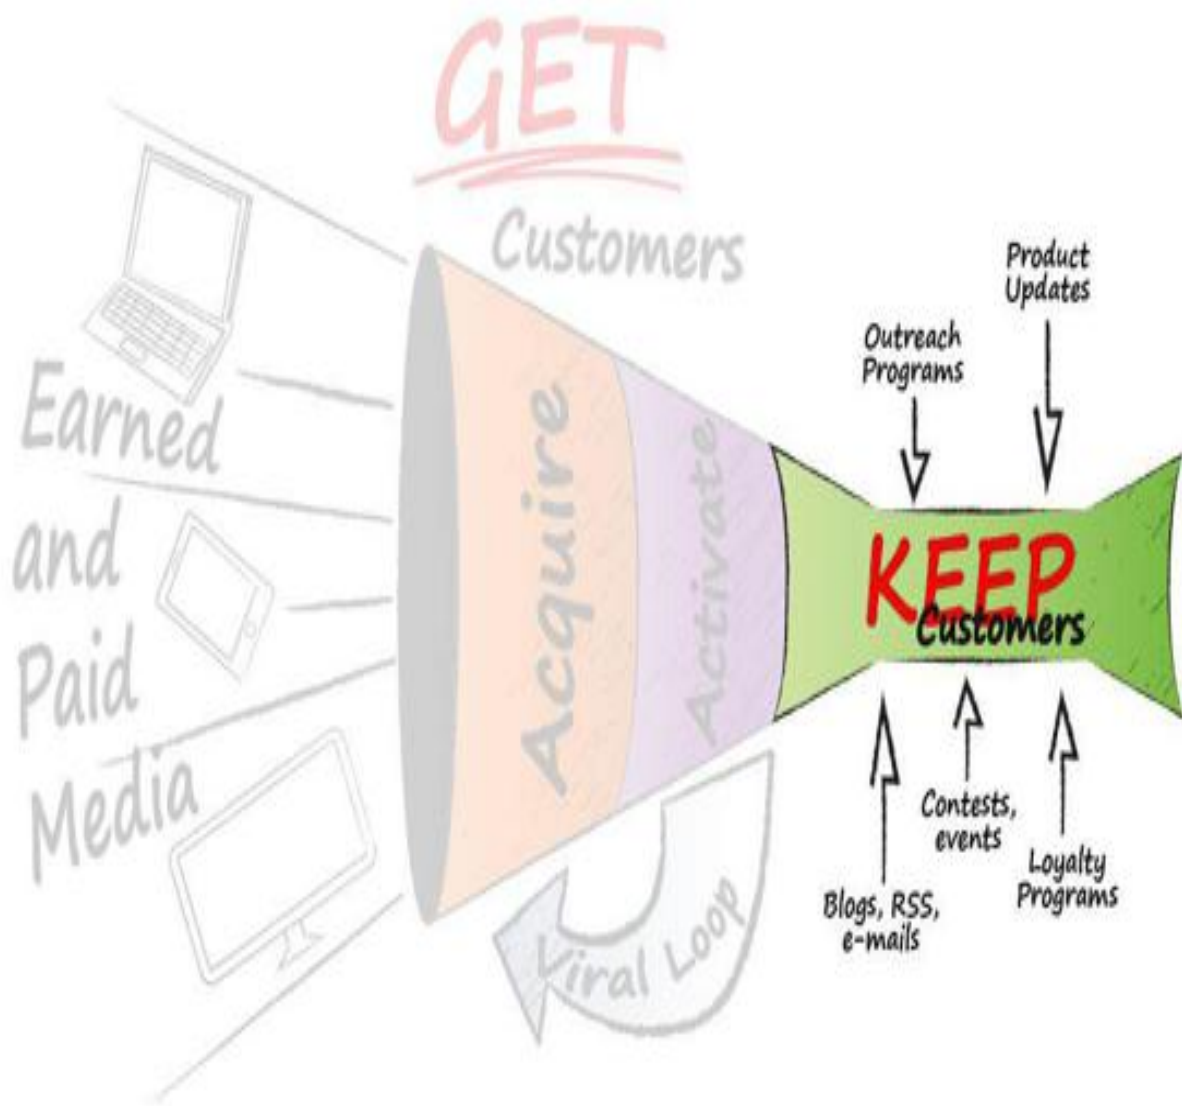 GET
Customers
Earned
and
Paid
Media
Acquire
Activate
Viral Loop
Outreach
Programs
Product
Updates
KEEP
Customers
Blogs, RSS,
e-mails
Contests,
events
Loyalty
Programs